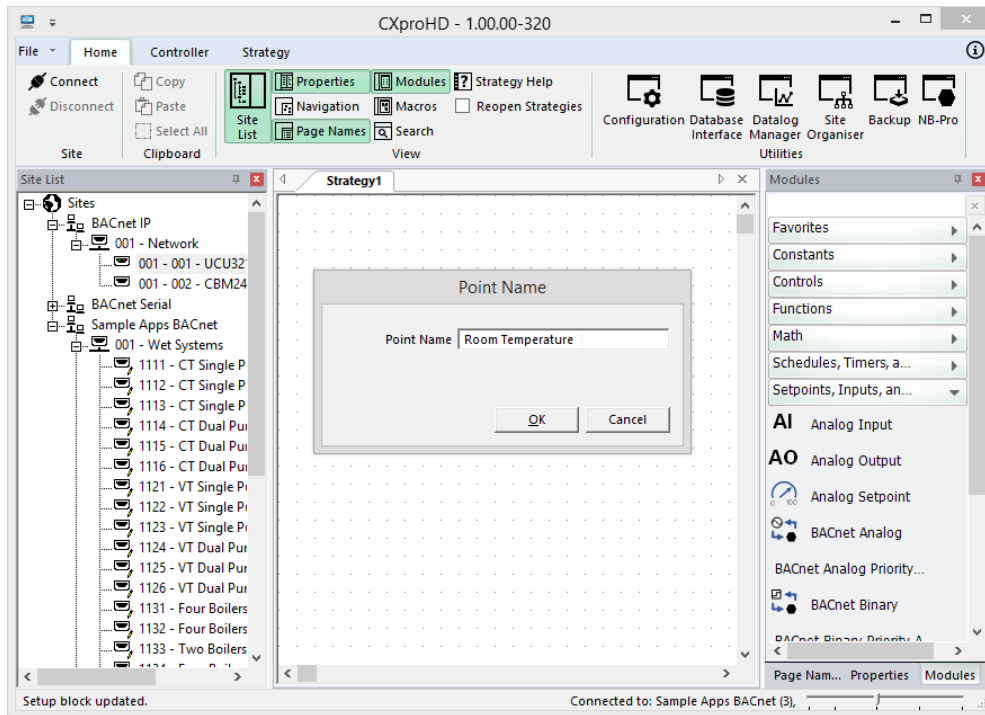 CXproHD - 1.00.00-320
File Home Controller Strategy
Connect
Disconnect
Site
Copy
Paste
Select All
Clipboard
Site
List
Properties Modules Strategy Help
Navigation Macros Reopen Strategies
Page Names Search
View
Configuration
Database
Interface
Datalog
Manager
Site
Organiser
Backup
NB-Pro
Utilities
Site List
Sites
BACnet IP
001 - Network
001 - 001 - UCU32
001 - 002 - CBM24
BACnet Serial
Sample Apps BACnet
001 - Wet Systems
1111 - CT Single P
1112 - CT Single P
1113 - CT Single P
1114 - CT Dual Pu
1115 - CT Dual Pu
1116 - CT Dual Pu
1121 - VT Single P
1122 - VT Single P
1123 - VT Single P
1124 - VT Dual Pur
1125 - VT Dual Pur
1126 - VT Dual Pur
1131 - Four Boilers
1132 - Four Boilers
1133 - Two Boilers
Strategy1
Point Name
Point Name Room Temperature
OK Cancel
Modules
Favorites
Constants
Controls
Functions
Math
Schedules, Timers, a...
Setpoints, Inputs, an...
AI Analog Input
AO Analog Output
0 100 Analog Setpoint
BACnet Analog
BACnet Analog Priority...
BACnet Binary
BACnet Binary Priority A
Page Nam... Properties Modules
Setup block updated.
Connected to: Sample Apps BACnet (3),